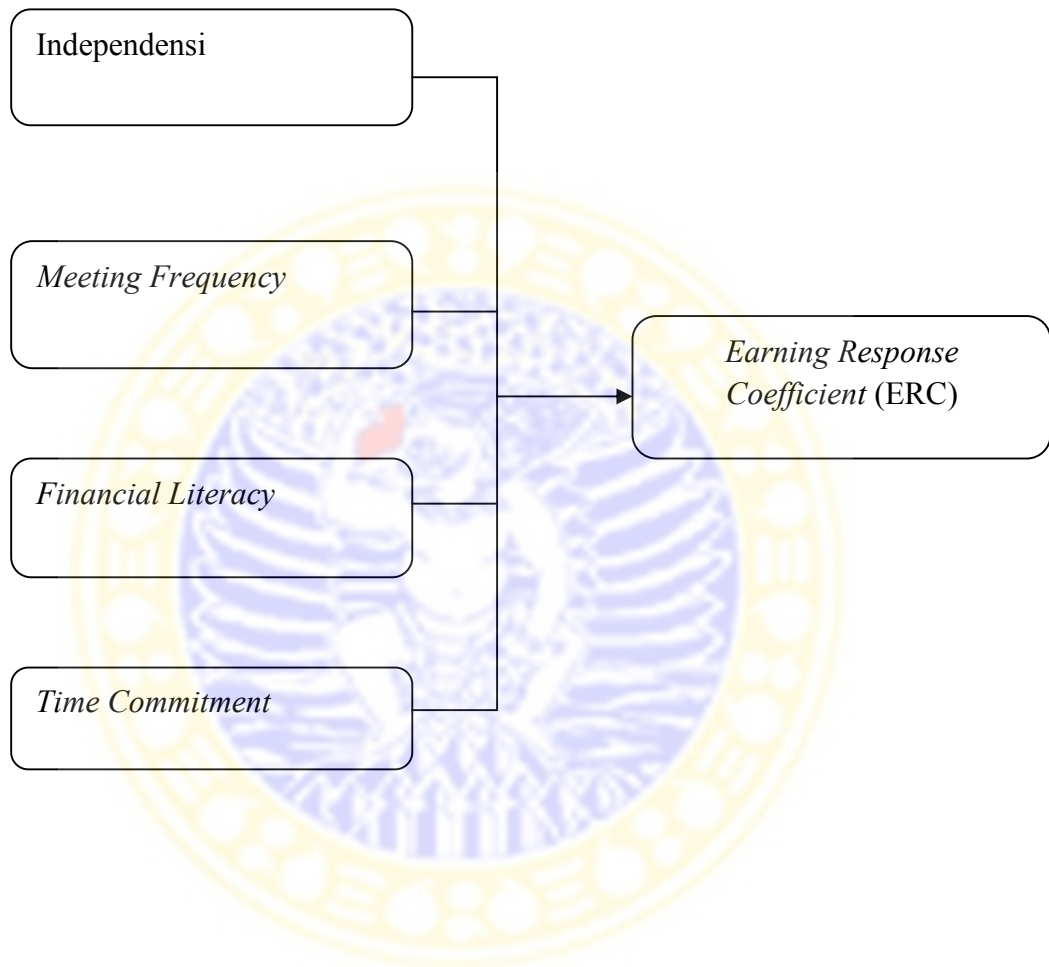 Independensi
Meeting Frequency
Earning Response
Coefficient (ERC)
Financial Literacy
Time Commitment